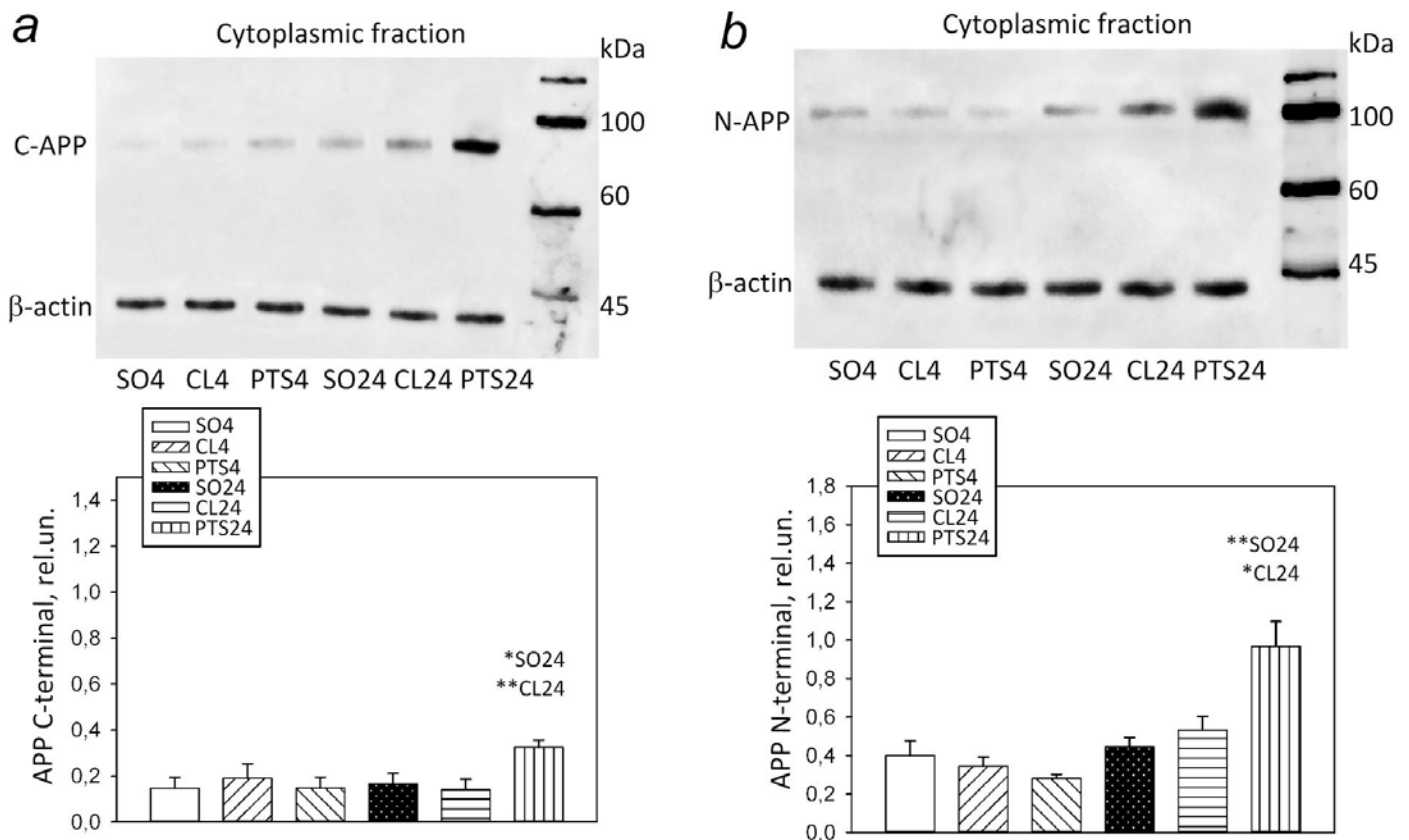 a
Cytoplasmic fraction
kDa
C-APP
100
60
β-actin
45
SO4 CL4 PTS4 SO24 CL24 PTS24
SO4
CL4
PTS4
SO24
CL24
PTS24
APP C-terminal, rel.un.
1,4
1,2
1,0
0,8
0,6
0,4
0,2
0,0
*SO24
**CL24
b
Cytoplasmic fraction
kDa
N-APP
100
60
45
β-actin
SO4 CL4 PTS4 SO24 CL24 PTS24
SO4
CL4
PTS4
SO24
CL24
PTS24
APP N-terminal, rel.un.
1,8
1,6
1,4
1,2
1,0
0,8
0,6
0,4
0,2
0,0
**SO24
*CL24